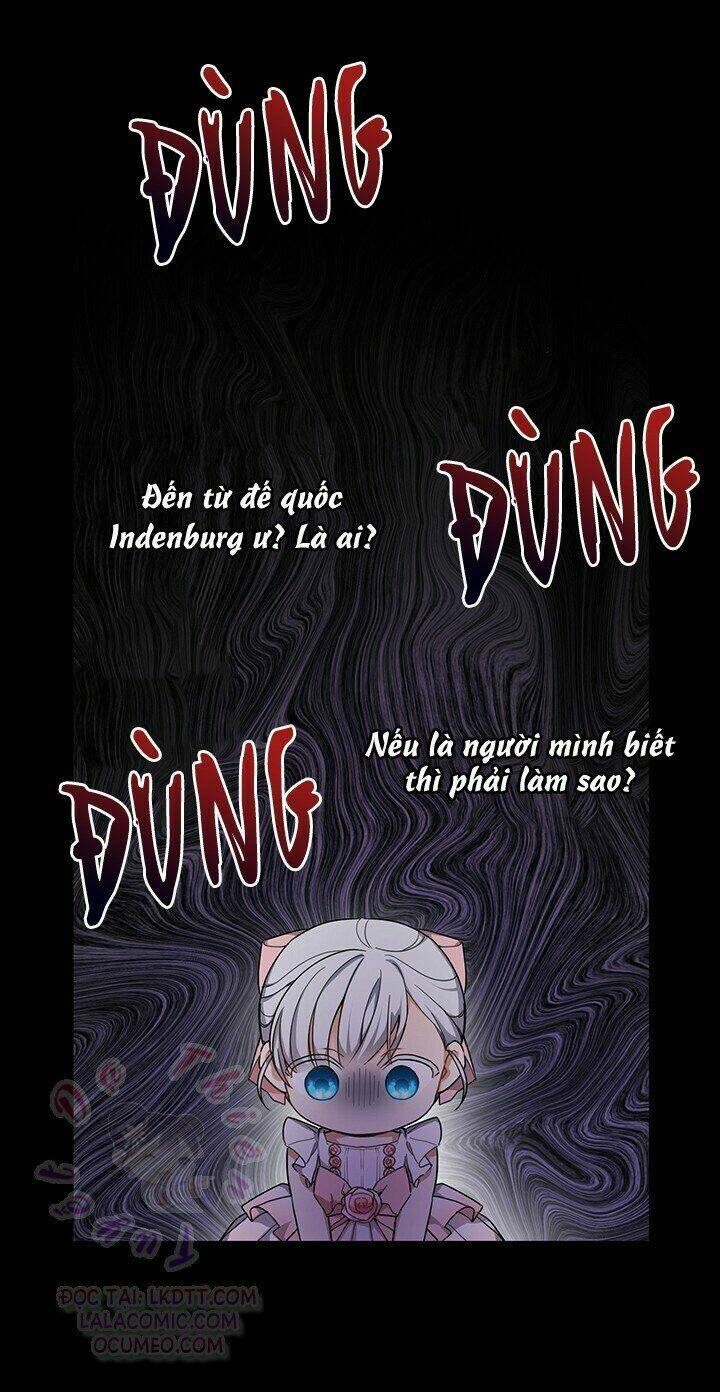 ĐÙNG
ĐÙNG
Đến từ đế quốc
Indenburg ư? Là ai?
ĐÙNG
Nếu là người mình biết
thì phải làm sao?
ĐỌC TẠI: LKDTT.COM
LALACOMIC.COM
OCUMEO.COM